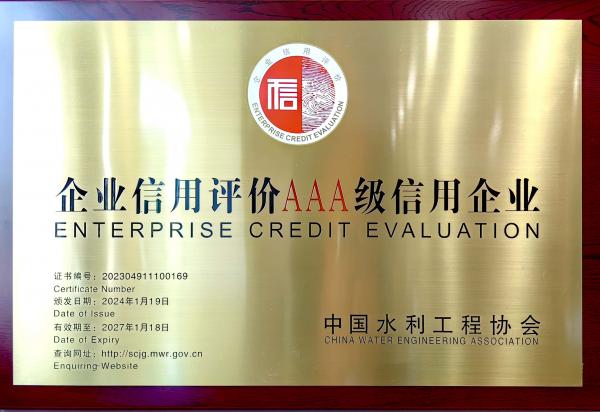 企业信用评价
信
ENTERPRISE CREDIT EVALUATION
企业信用评价AAA级信用企业
ENTERPRISE CREDIT EVALUATION
证书编号：202304911100169
Certificate Number
颁发日期：2024年1月19日
Date of Issue
有效期至：2027年1月18日
Date of Expiry
查询网址：http://scjg.mwr.gov.cn
Enquiring-Website
中国水利工程协会
CHINA WATER ENGINEERING ASSOCIATION